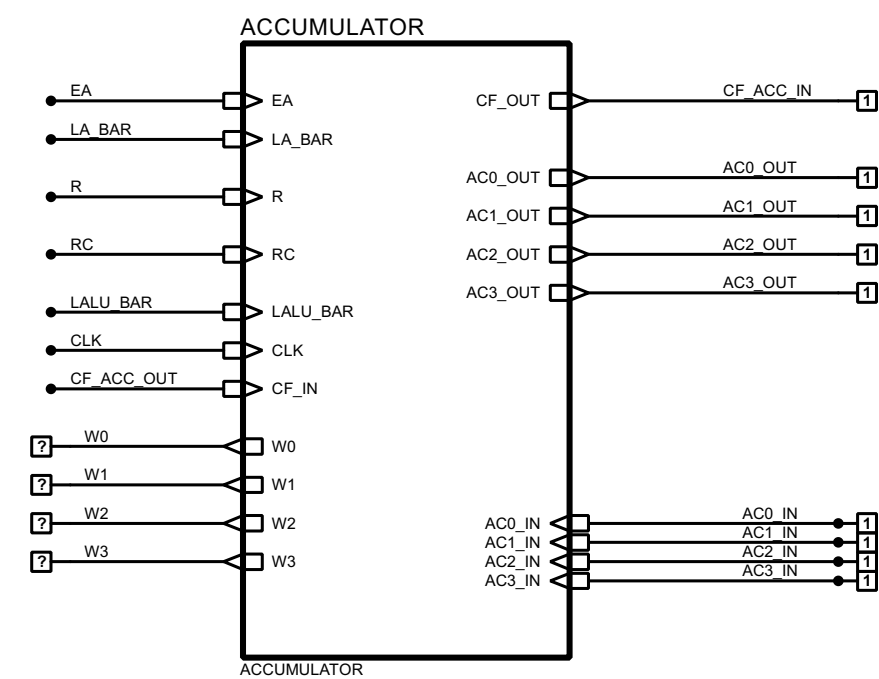 ACCUMULATOR
EA
EA
CF_OUT
CF_ACC_IN
1
LA_BAR
LA_BAR
R
R
AC0_OUT
AC0_OUT
1
AC1_OUT
AC1_OUT
1
RC
RC
AC2_OUT
AC2_OUT
1
AC3_OUT
AC3_OUT
1
LALU_BAR
LALU_BAR
CLK
CLK
CF_ACC_OUT
CF_IN
?
W0
W0
?
W1
W1
?
W2
W2
AC0_IN
AC0_IN
1
AC1_IN
AC1_IN
1
?
W3
W3
AC2_IN
AC2_IN
1
AC3_IN
AC3_IN
1
ACCUMULATOR